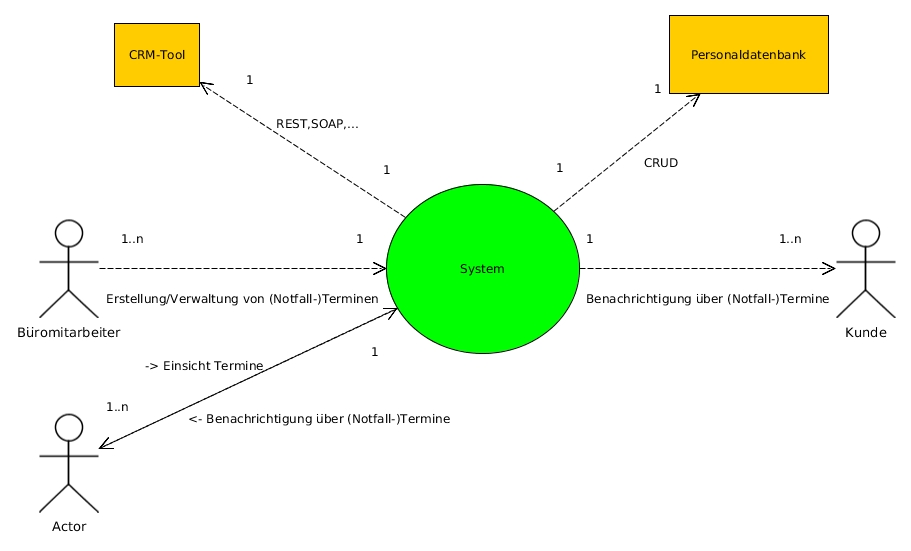 CRM-Tool
Personaldatenbank
1
1
REST,SOAP,...
CRUD
1
1
1..n
1
1
1..n
System
Erstellung/Verwaltung von (Notfall-)Terminen
Benachrichtigung über (Notfall-)Termine
Büromitarbeiter
Kunde
1
-> Einsicht Termine
1..n
<- Benachrichtigung über (Notfall-)Termine
Actor